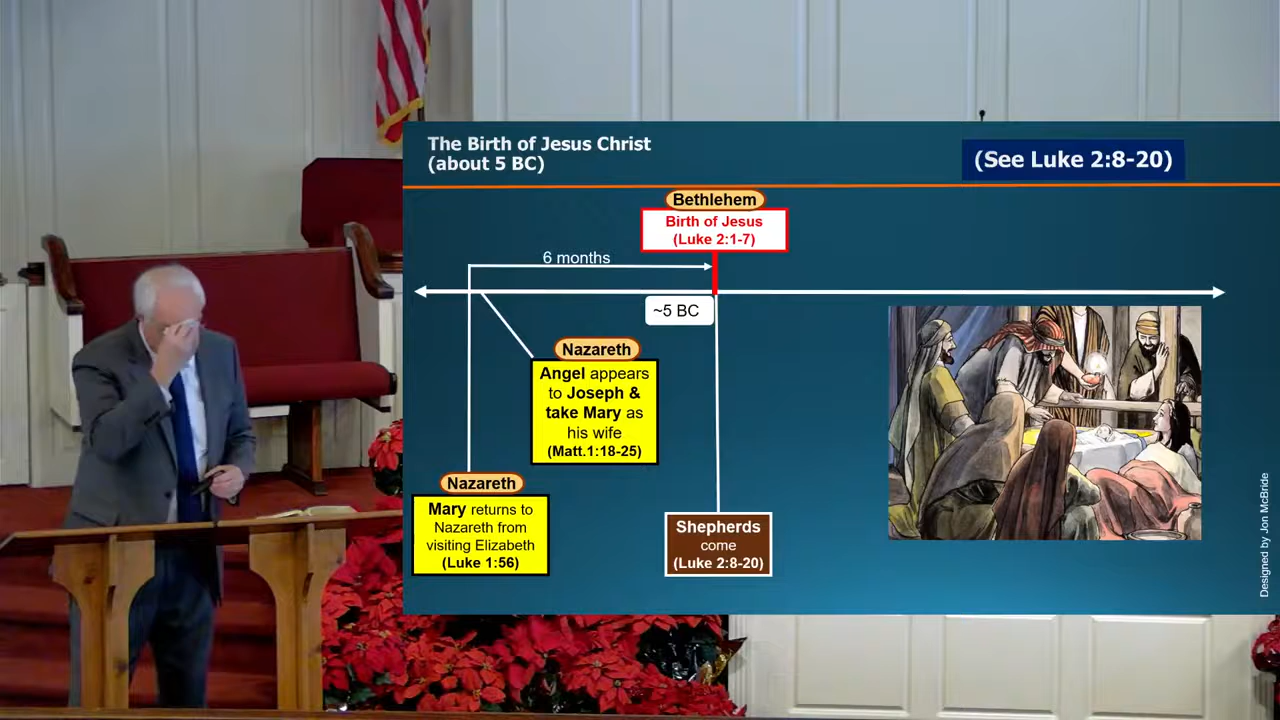 The Birth of Jesus Christ
(about 5 BC)
(See Luke 2:8-20)
Bethlehem
Birth of Jesus
(Luke 2:1-7)
6 months
~5 BC
Nazareth
Angel appears
to Joseph &
take Mary as
his wife
(Matt.1:18-25)
Nazareth
Mary returns to
Nazareth from
visiting Elizabeth
(Luke 1:56)
Shepherds
come
(Luke 2:8-20)
Designed by Jon McBride